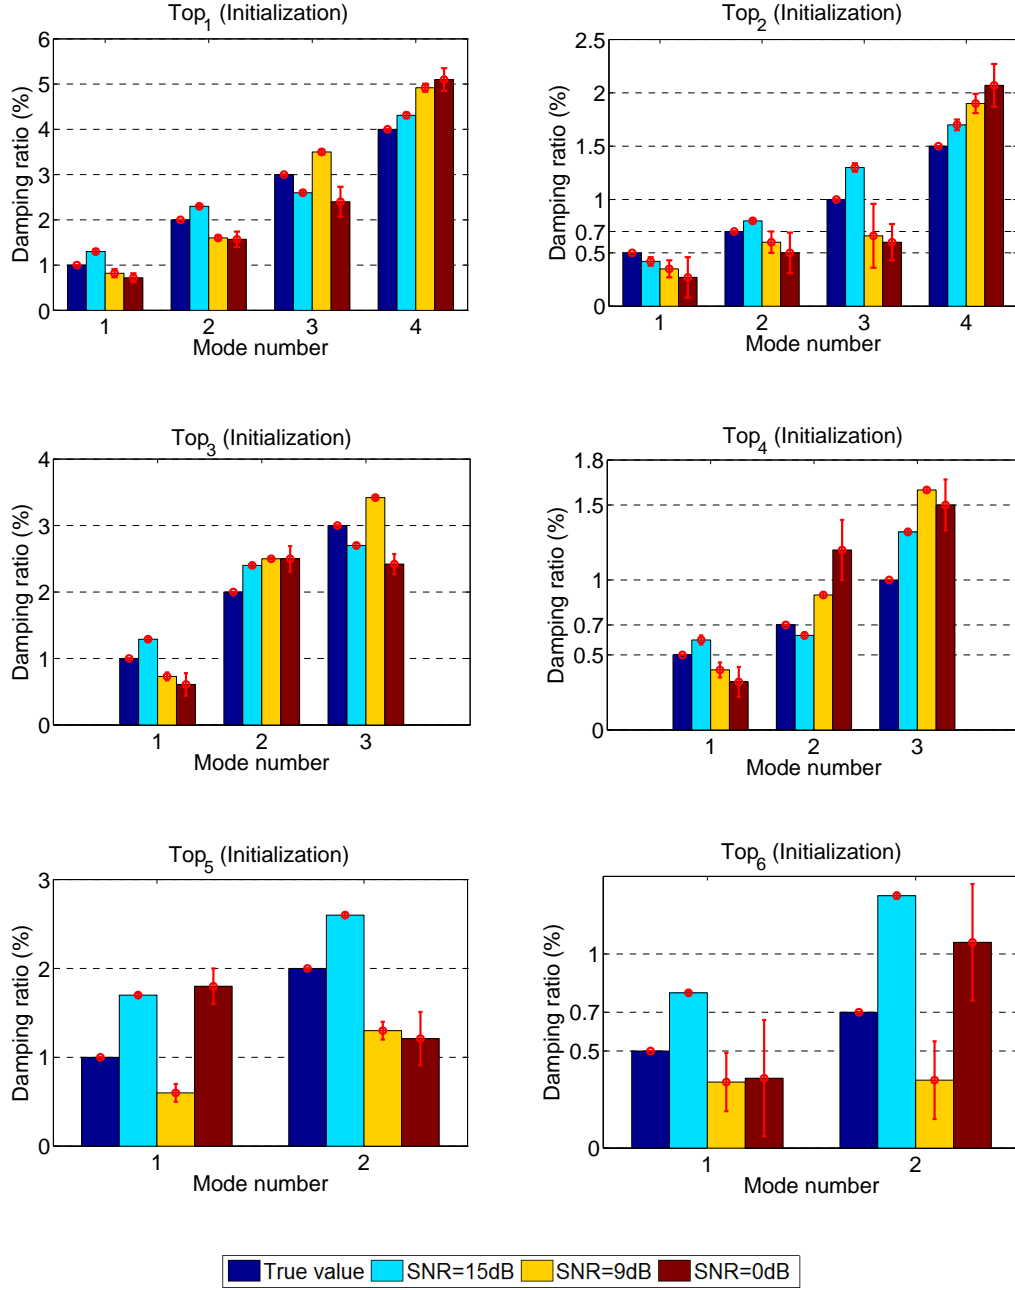 Top1 (Initialization)
Damping ratio (%)
6
5
4
3
2
1
0
1 2 3 4
Mode number
Top2 (Initialization)
Damping ratio (%)
2.5
2
1.5
1
0.7
0.5
0
1 2 3 4
Mode number
Top3 (Initialization)
Damping ratio (%)
4
3
2
1
0
1 2 3
Mode number
Top4 (Initialization)
Damping ratio (%)
1.8
1.5
1
0.7
0.5
0
1 2 3
Mode number
Top5 (Initialization)
Damping ratio (%)
3
2
1
0
1 2
Mode number
Top6 (Initialization)
Damping ratio (%)
1
0.7
0.5
0
1 2
Mode number
True value SNR=15dB SNR=9dB SNR=0dB